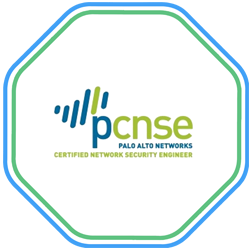 pcnse
PALO ALTO NETWORKS
CERTIFIED NETWORK SECURITY ENGINEER